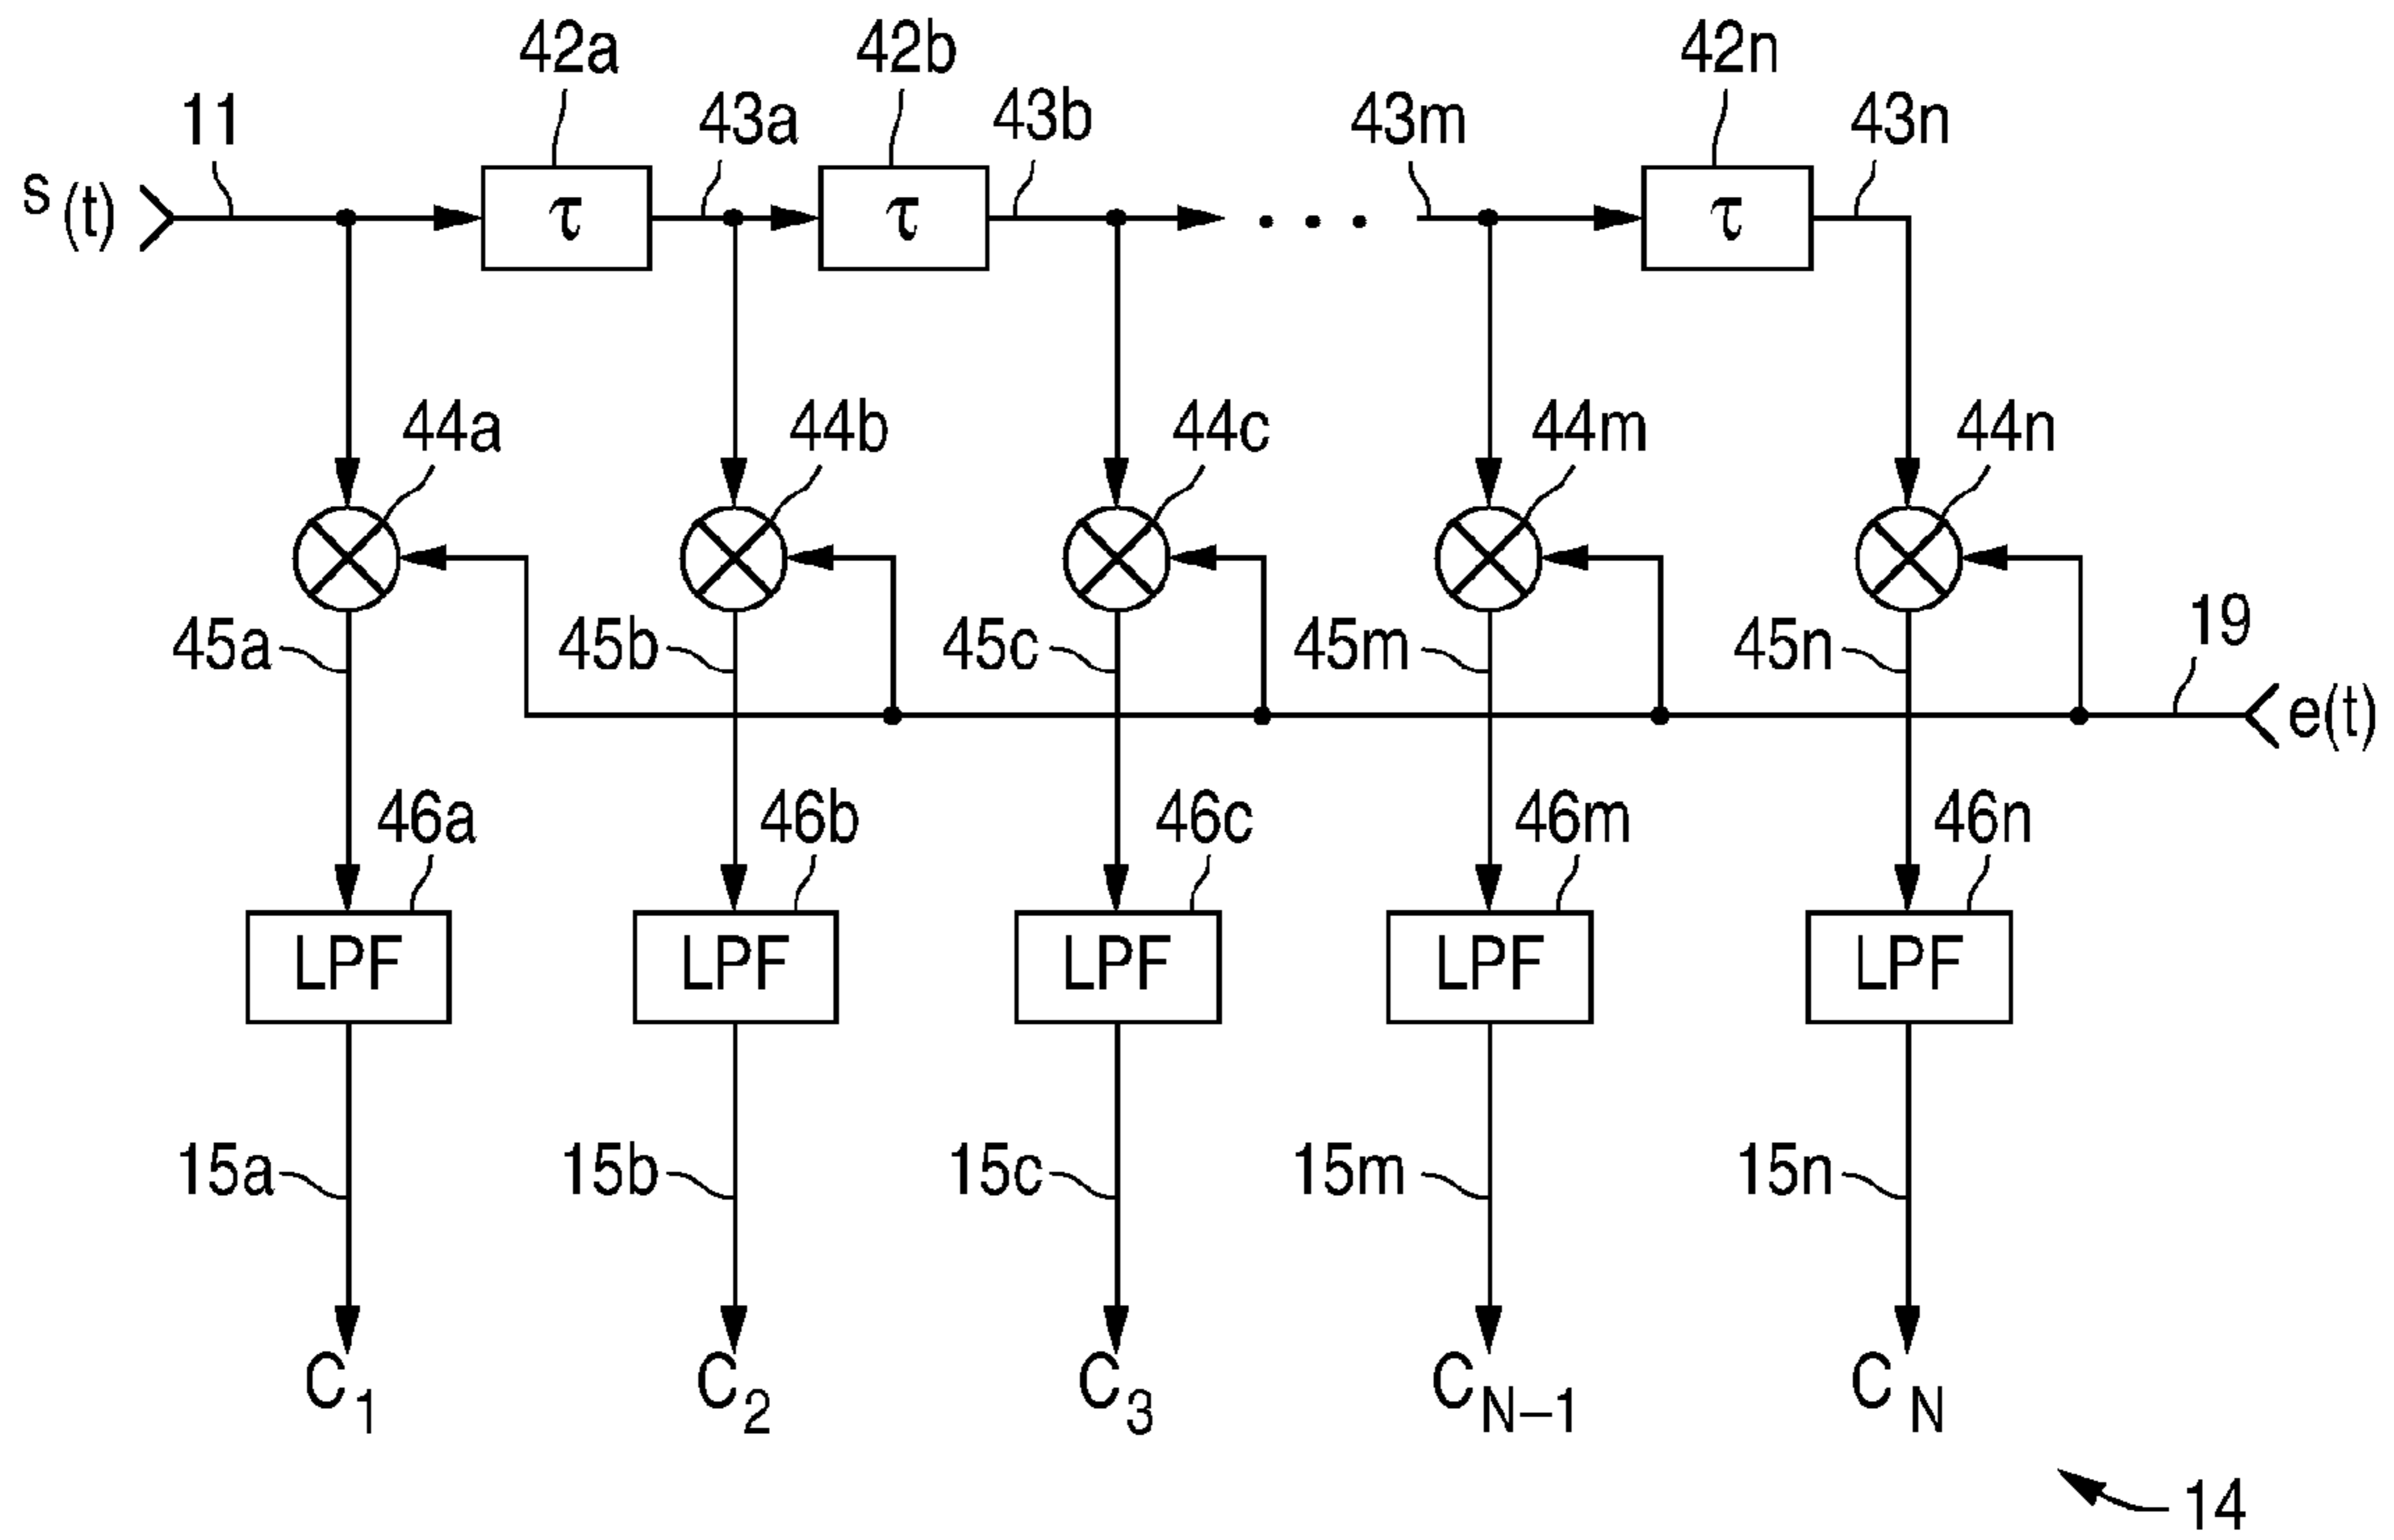 42a 42b 42n
11 43a 43b 43m 43n
s (t) τ τ • • • τ
44a 44b 44c 44m 44n
45a 45b 45c 45m 45n 19
e(t)
46a 46b 46c 46m 46n
LPF LPF LPF LPF LPF
15a 15b 15c 15m 15n
C1 C2 C3 CN–1 CN
14